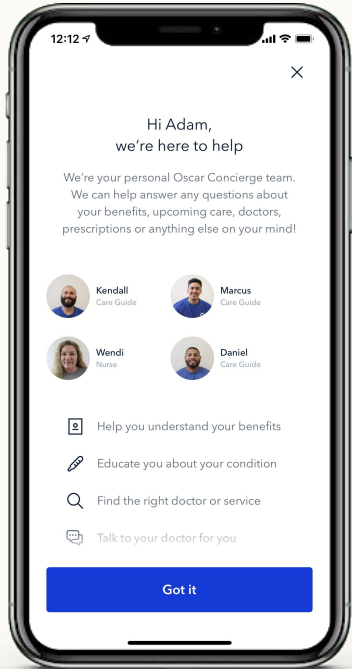 12:12
Hi Adam,
we're here to help
We're your personal Oscar Concierge team.
We can help answer any questions about
your benefits, upcoming care, doctors,
prescriptions or anything else on your mind!
Kendall
Care Guide
Marcus
Care Guide
Wendi
Nurse
Daniel
Care Guide
Help you understand your benefits
Educate you about your condition
Find the right doctor or service
Talk to your doctor for you
Got it